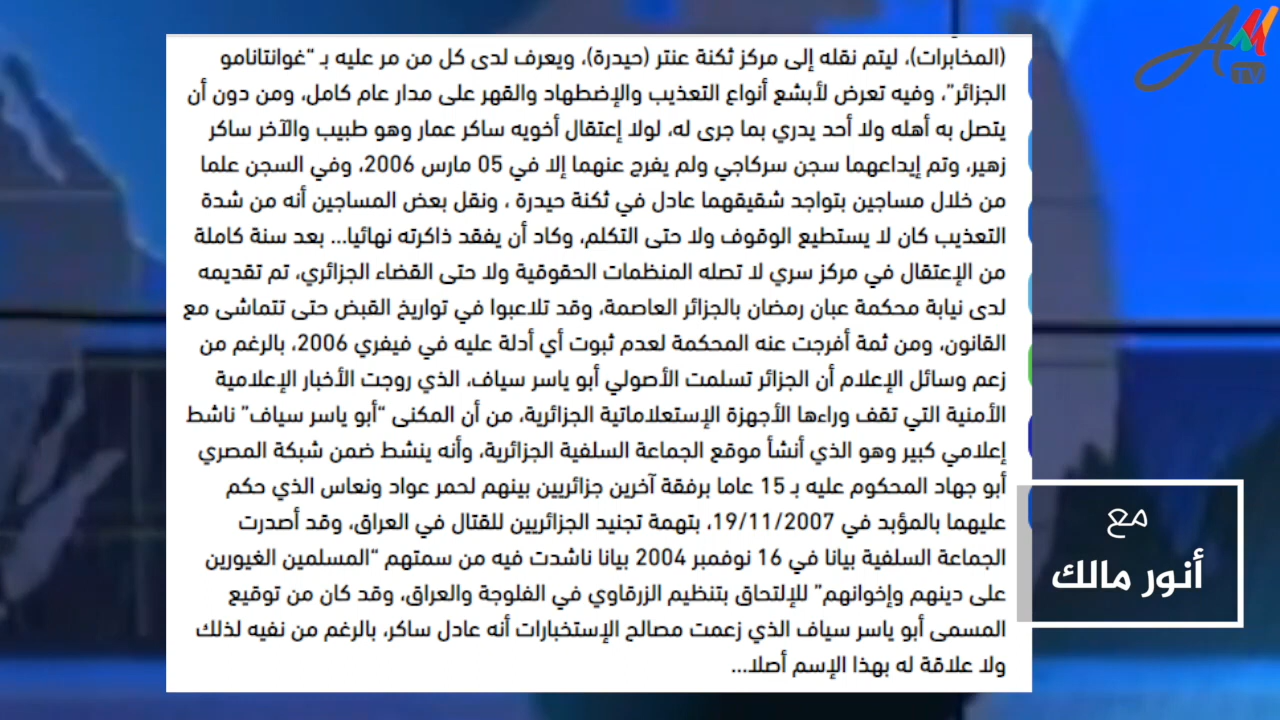 (المخابرات)، ليتم نقله إلى مركز ثكنة عنتر (حيدرة)، ويعرف لدى كل من مر عليه بـ "غوانتانامو
الجزائر"، وفيه تعرض لأبشع أنواع التعذيب والإضطهاد والقهر على مدار عام كامل، ومن دون أن
يتصل به أهله ولا أحد يدري بما جرى له، لولا إعتقال أخويه ساكر عمار وهو طبيب والآخر ساكر
زهير، وتم إيداعهما سجن سركاجي ولم يفرج عنهما إلا في 05 مارس 2006، وفي السجن علما
من خلال مساجين بتواجد شقيقهما عادل في ثكنة حيدرة ، ونقل بعض المساجين أنه من شدة
التعذيب كان لا يستطيع الوقوف ولا حتى التكلم، وكاد أن يفقد ذاكرته نهائيا... بعد سنة كاملة
من الإعتقال في مركز سري لا تصله المنظمات الحقوقية ولا حتى القضاء الجزائري، تم تقديمه
لدى نيابة محكمة عبان رمضان بالجزائر العاصمة، وقد تلاعبوا في تواريخ القبض حتى تتماشى مع
القانون، ومن ثمة أفرجت عنه المحكمة لعدم ثبوت أي أدلة عليه في فيفري 2006، بالرغم من
زعم وسائل الإعلام أن الجزائر تسلمت الأصولي أبو ياسر سياف، الذي روجت الأخبار الإعلامية
الأمنية التي تقف وراءها الأجهزة الإستعلاماتية الجزائرية، من أن المكنى "أبو ياسر سياف" ناشط
إعلامي كبير وهو الذي أنشأ موقع الجماعة السلفية الجزائرية، وأنه ينشط ضمن شبكة المصري
أبو جهاد المحكوم عليه بـ 15 عاما برفقة آخرين جزائريين بينهم لحمر عواد ونعاس الذي حكم
عليهما بالمؤبد في 19/11/2007، بتهمة تجنيد الجزائريين للقتال في العراق، وقد أصدرت
الجماعة السلفية بيانا في 16 نوفمبر 2004 بيانا ناشدت فيه من سمتهم "المسلمين الغيورين
على دينهم وإخوانهم" للإلتحاق بتنظيم الزرقاوي في الفلوجة والعراق، وقد كان من توقيع
المسمى أبو ياسر سياف الذي زعمت مصالح الإستخبارات أنه عادل ساكر، بالرغم من نفيه لذلك
ولا علاقة له بهذا الإسم أصلا...
مع
أنور مالك
TV